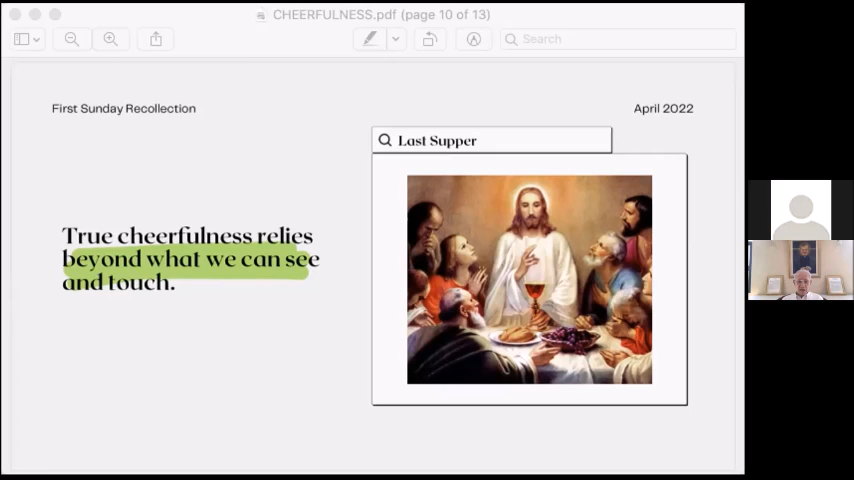 CHEERFULNESS.pdf (page 10 of 13)
Search
First Sunday Recollection
April 2022
Last Supper
True cheerfulness relies
beyond what we can see
and touch.